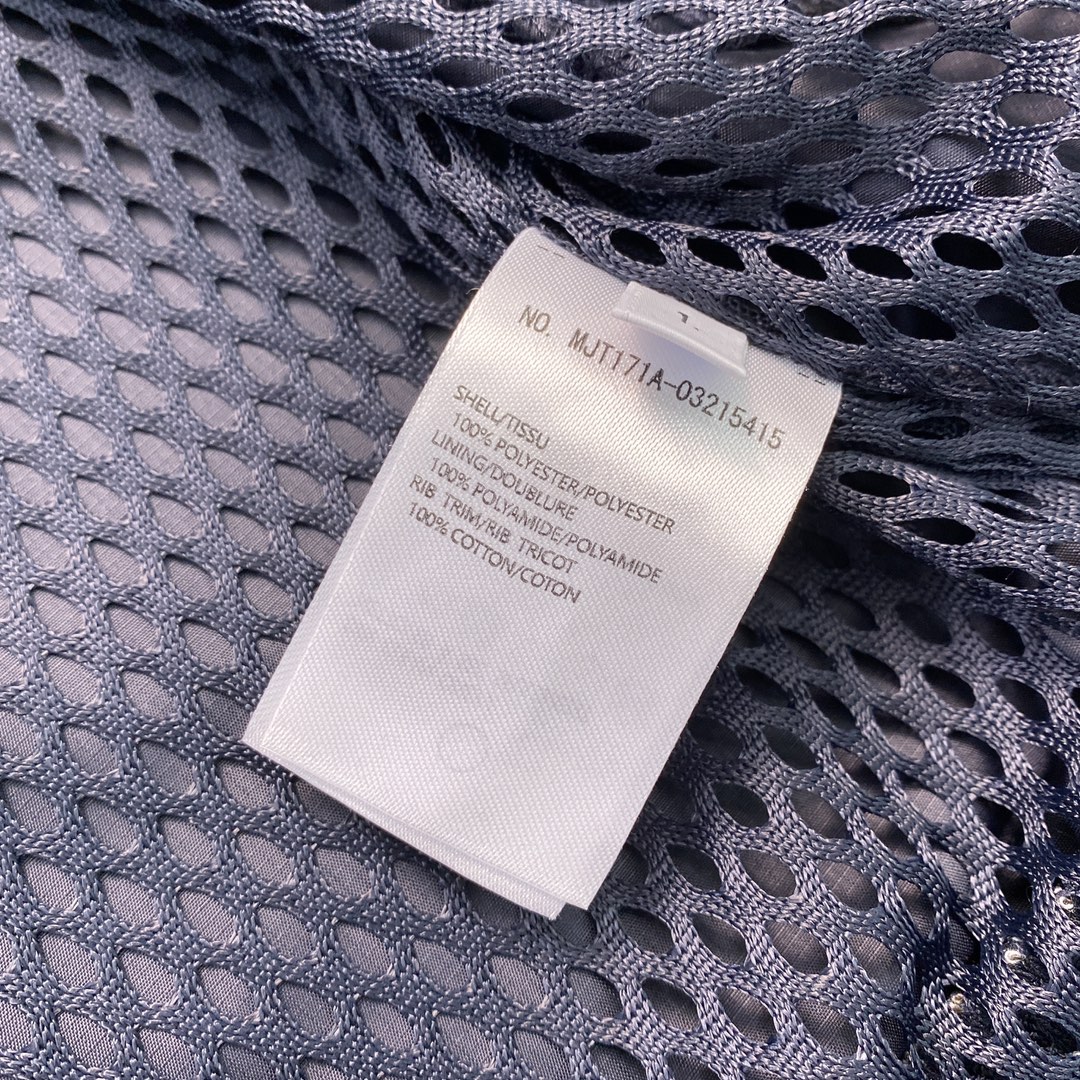 1
NO. MJT171A-03215415
SHELL/TISSU
100% POLYESTER/POLYESTER
LINING/DOUBLURE
100% POLYAMIDE/POLYAMIDE
RIB TRIM/RIB TRICOT
100% COTTON/COTON